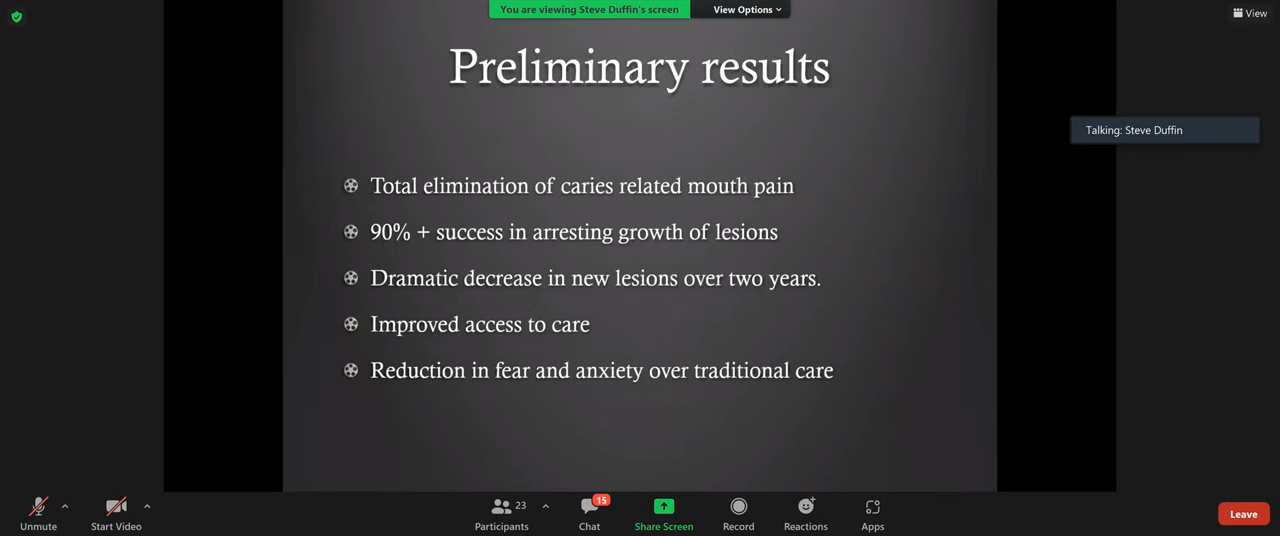 You are viewing Steve Duffin's screen
View Options
View
Preliminary results
Talking: Steve Duffin
Total elimination of caries related mouth pain
90% + success in arresting growth of lesions
Dramatic decrease in new lesions over two years.
Improved access to care
Reduction in fear and anxiety over traditional care
23
15
Unmute
Start Video
Participants
Chat
Share Screen
Record
Reactions
Apps
Leave